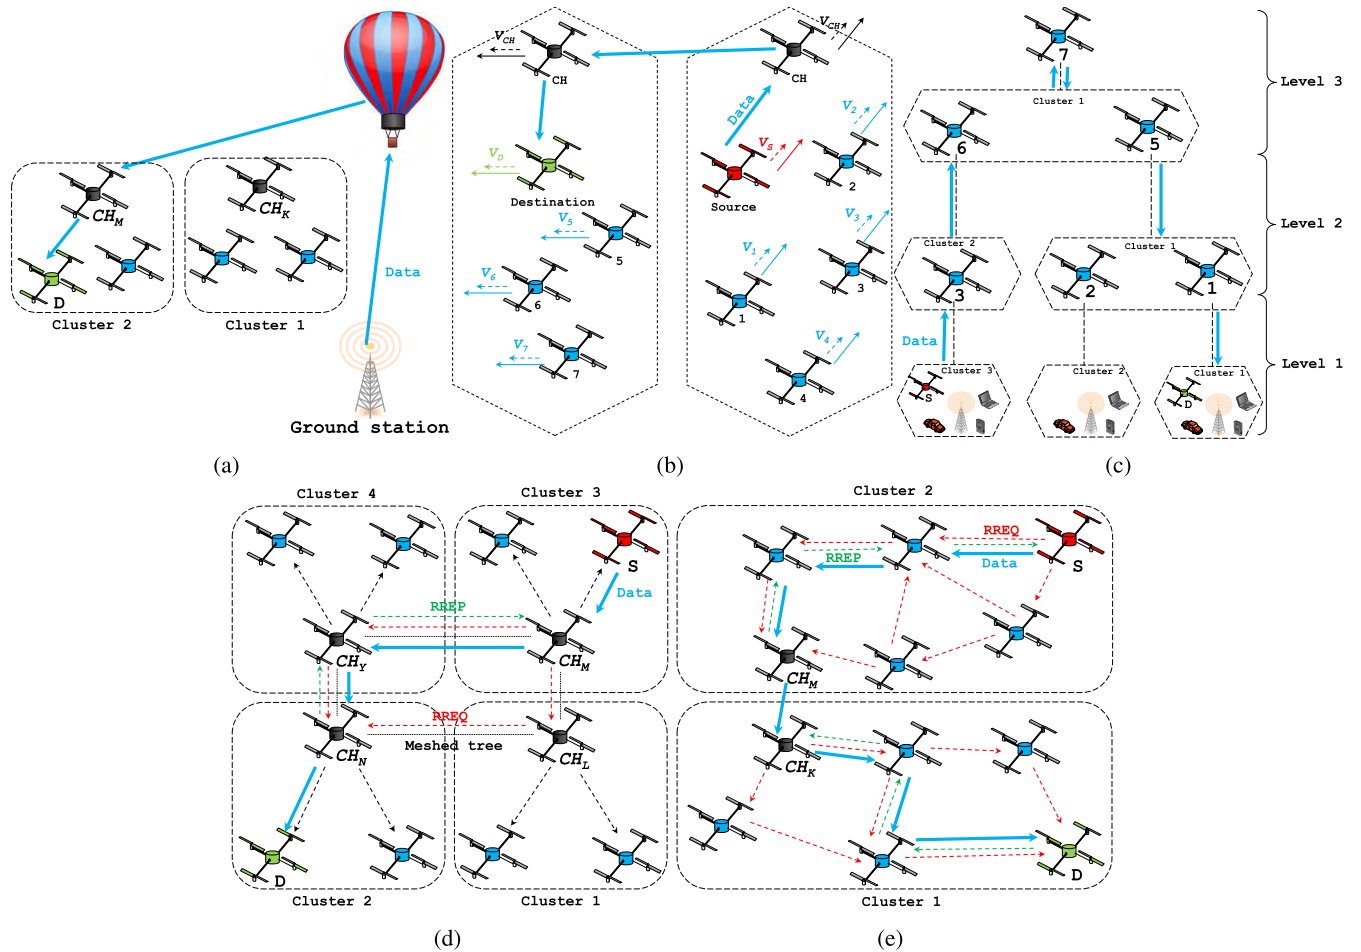 CH_M
D
Cluster 2
CH_K
Cluster 1
Data
Ground station
(a)
V_CH
CH
V_D
Destination
V_5
5
V_6
6
V_7
7
V_CH
CH
Data
V_S
Source
V_2
2
V_3
3
V_1
1
V_4
4
(b)
7
Cluster 1
6
5
Level 3
Cluster 2
3
Cluster 1
2
1
Level 2
Data
Cluster 3
S
Cluster 2
Cluster 1
D
Level 1
(c)
Cluster 4
Cluster 3
S
Data
RREP
CH_Y
CH_M
RREQ
Meshed tree
CH_N
CH_L
D
Cluster 2
Cluster 1
(d)
Cluster 2
RREQ
RREP
Data
S
CH_M
CH_K
D
Cluster 1
(e)